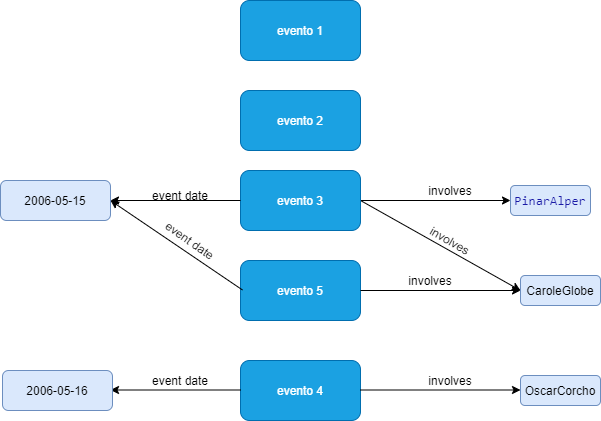 evento 1
evento 2
2006-05-15
event date
evento 3
involves
PinarAlper
event date
involves
evento 5
involves
CaroleGlobe
2006-05-16
event date
evento 4
involves
OscarCorcho